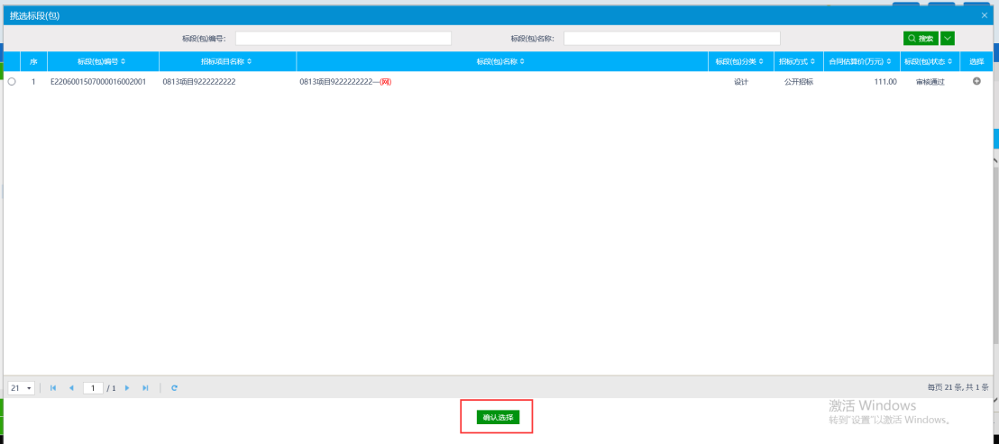 挑选标段(包)
标段(包)编号: 标段(包)名称: 搜索
序 标段(包)编号 招标项目名称 标段(包)名称 标段(包)分类 招标方式 合同估算价(万元) 标段(包)状态 选择
1 E2206001507000016002001 0813项目9222222222 0813项目9222222222—(网) 设计 公开招标 111.00 审核通过
21 1 / 1 每页 21 条, 共 1 条
确认选择
激活 Windows
转到"设置"以激活 Windows。